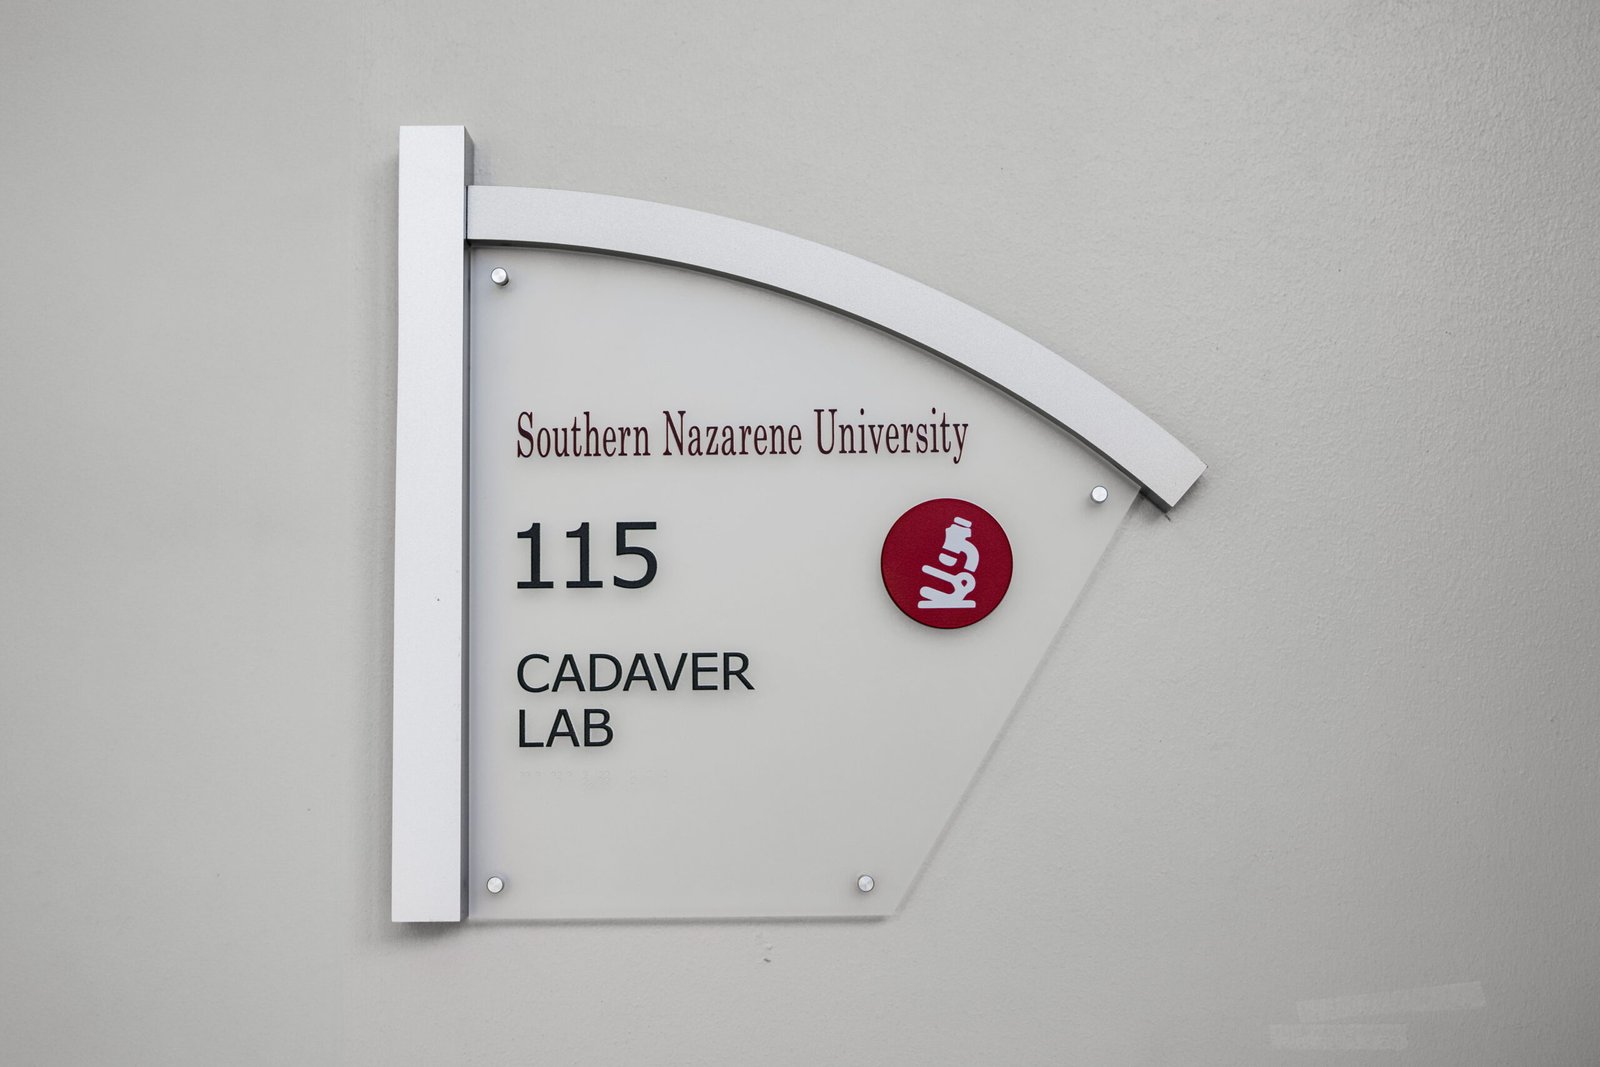 Southern Nazarene University
115
CADAVER
LAB